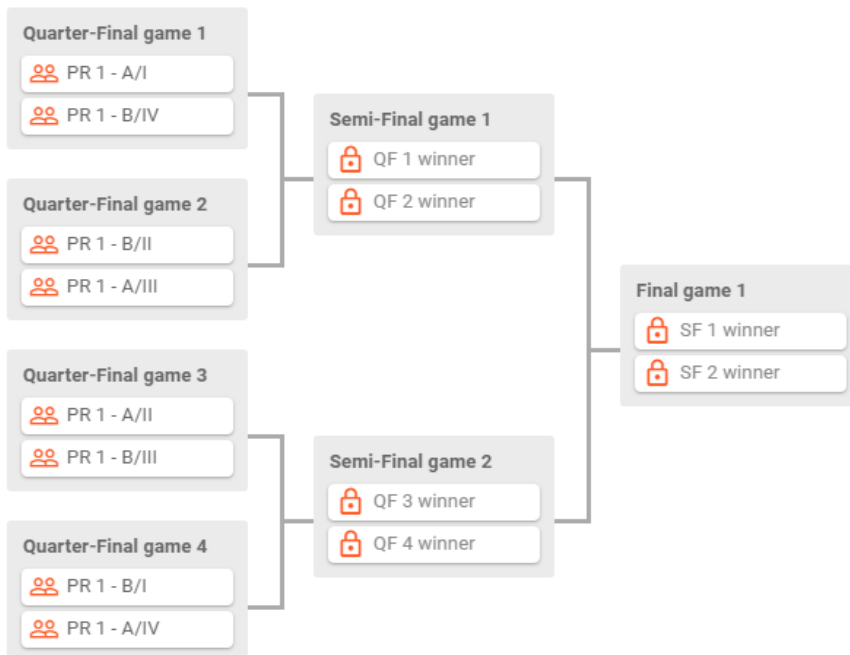 Quarter-Final game 1
PR 1 - A/I
PR 1 - B/IV
Quarter-Final game 2
PR 1 - B/II
PR 1 - A/III
Quarter-Final game 3
PR 1 - A/II
PR 1 - B/III
Quarter-Final game 4
PR 1 - B/I
PR 1 - A/IV
Semi-Final game 1
QF 1 winner
QF 2 winner
Semi-Final game 2
QF 3 winner
QF 4 winner
Final game 1
SF 1 winner
SF 2 winner